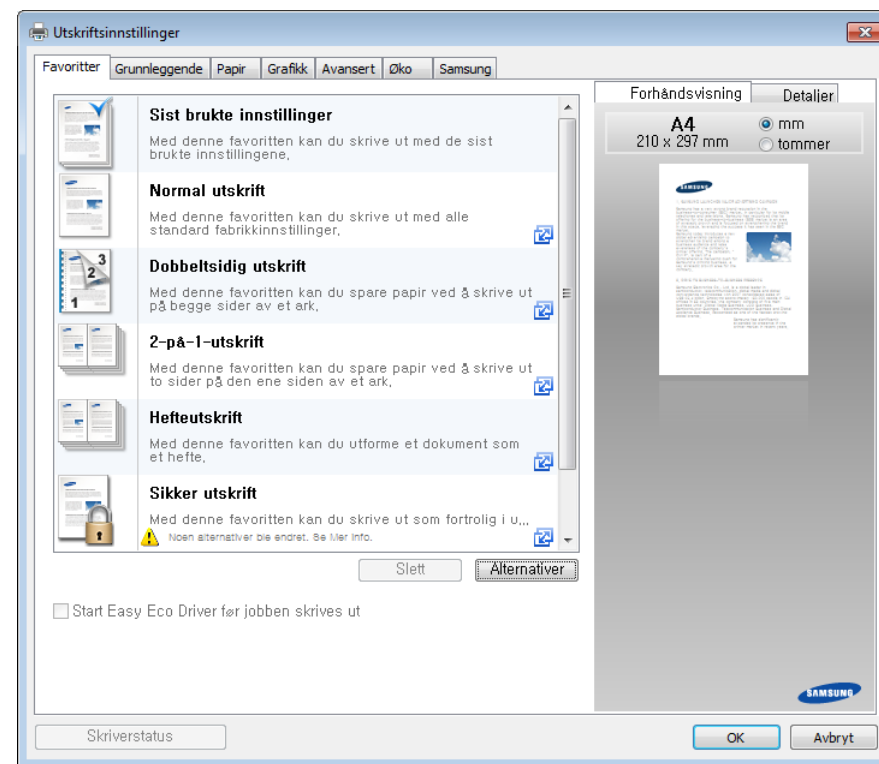 Utskriftsinnstillinger
Favoritter Grunnleggende Papir Grafikk Avansert Øko Samsung
Sist brukte innstillinger
Med denne favoritten kan du skrive ut med de sist
brukte innstillingene.
Normal utskrift
Med denne favoritten kan du skrive ut med alle
standard fabrikkinnstillinger.
1 2 3
Dobbeltsidig utskrift
Med denne favoritten kan du spare papir ved å skrive ut
på begge sider av et ark.
2-på-1-utskrift
Med denne favoritten kan du spare papir ved å skrive ut
to sider på den ene siden av et ark.
Hefteutskrift
Med denne favoritten kan du utforme et dokument som
et hefte.
Sikker utskrift
Med denne favoritten kan du skrive ut som fortrolig i u...
Noen alternativer ble endret. Se Mer Info.
Slett Alternativer
Start Easy Eco Driver før jobben skrives ut
Forhåndsvisning Detaljer
A4
210 x 297 mm
mm
tommer
SAMSUNG
SAMSUNG
Skriverstatus OK Avbryt